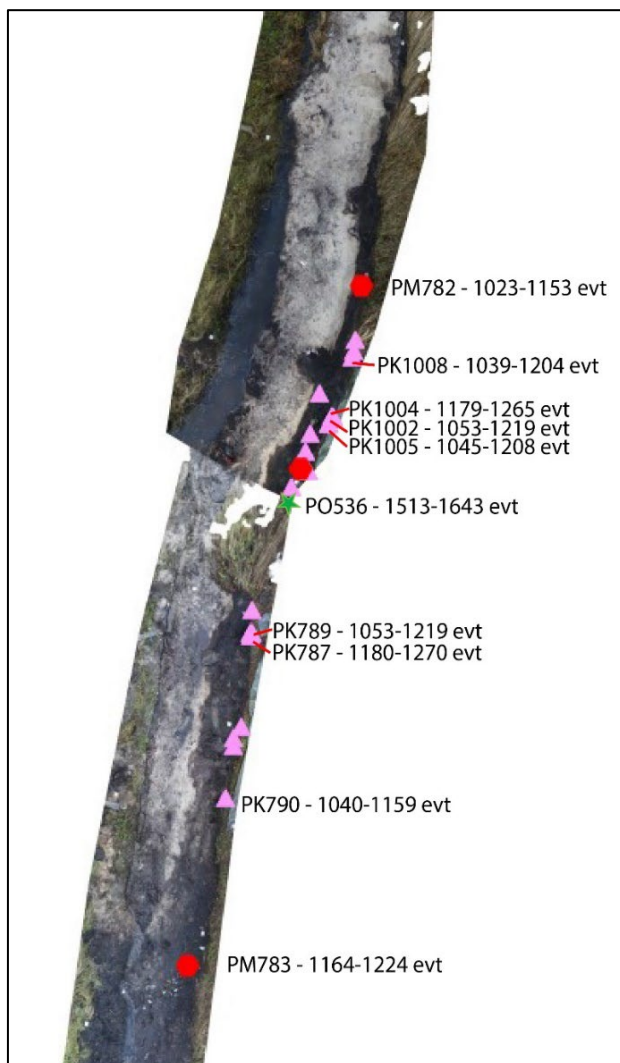 PM782 - 1023-1153 evt
PK1008 - 1039-1204 evt
PK1004 - 1179-1265 evt
PK1002 - 1053-1219 evt
PK1005 - 1045-1208 evt
PO536 - 1513-1643 evt
PK789 - 1053-1219 evt
PK787 - 1180-1270 evt
PK790 - 1040-1159 evt
PM783 - 1164-1224 evt